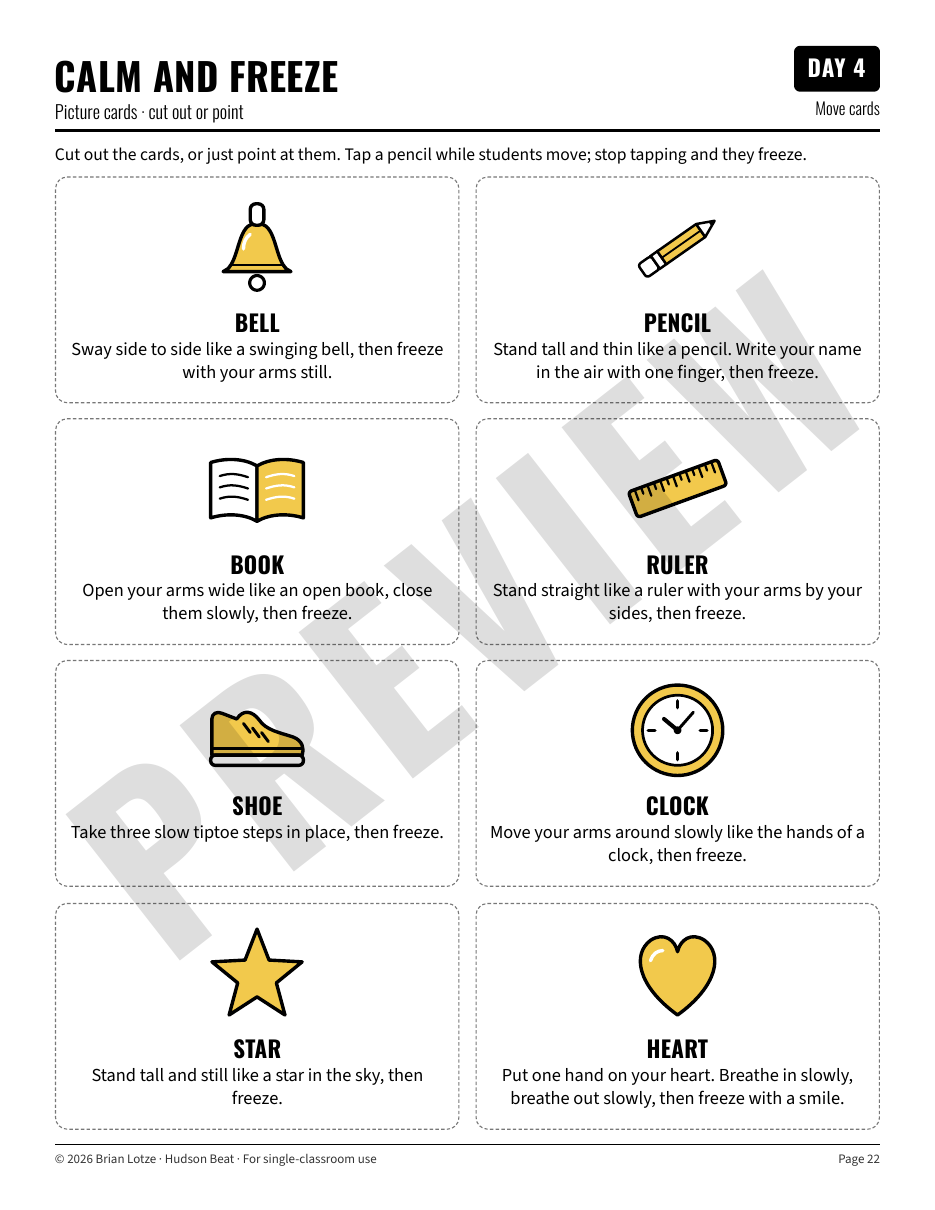 CALM AND FREEZE
DAY 4
Picture cards · cut out or point
Move cards
Cut out the cards, or just point at them. Tap a pencil while students move; stop tapping and they freeze.
BELL
Sway side to side like a swinging bell, then freeze
with your arms still.
PENCIL
Stand tall and thin like a pencil. Write your name
in the air with one finger, then freeze.
BOOK
Open your arms wide like an open book, close
them slowly, then freeze.
RULER
Stand straight like a ruler with your arms by your
sides, then freeze.
SHOE
Take three slow tiptoe steps in place, then freeze.
CLOCK
Move your arms around slowly like the hands of a
clock, then freeze.
STAR
Stand tall and still like a star in the sky, then
freeze.
HEART
Put one hand on your heart. Breathe in slowly,
breathe out slowly, then freeze with a smile.
PREVIEW
© 2026 Brian Lotze · Hudson Beat · For single-classroom use
Page 22